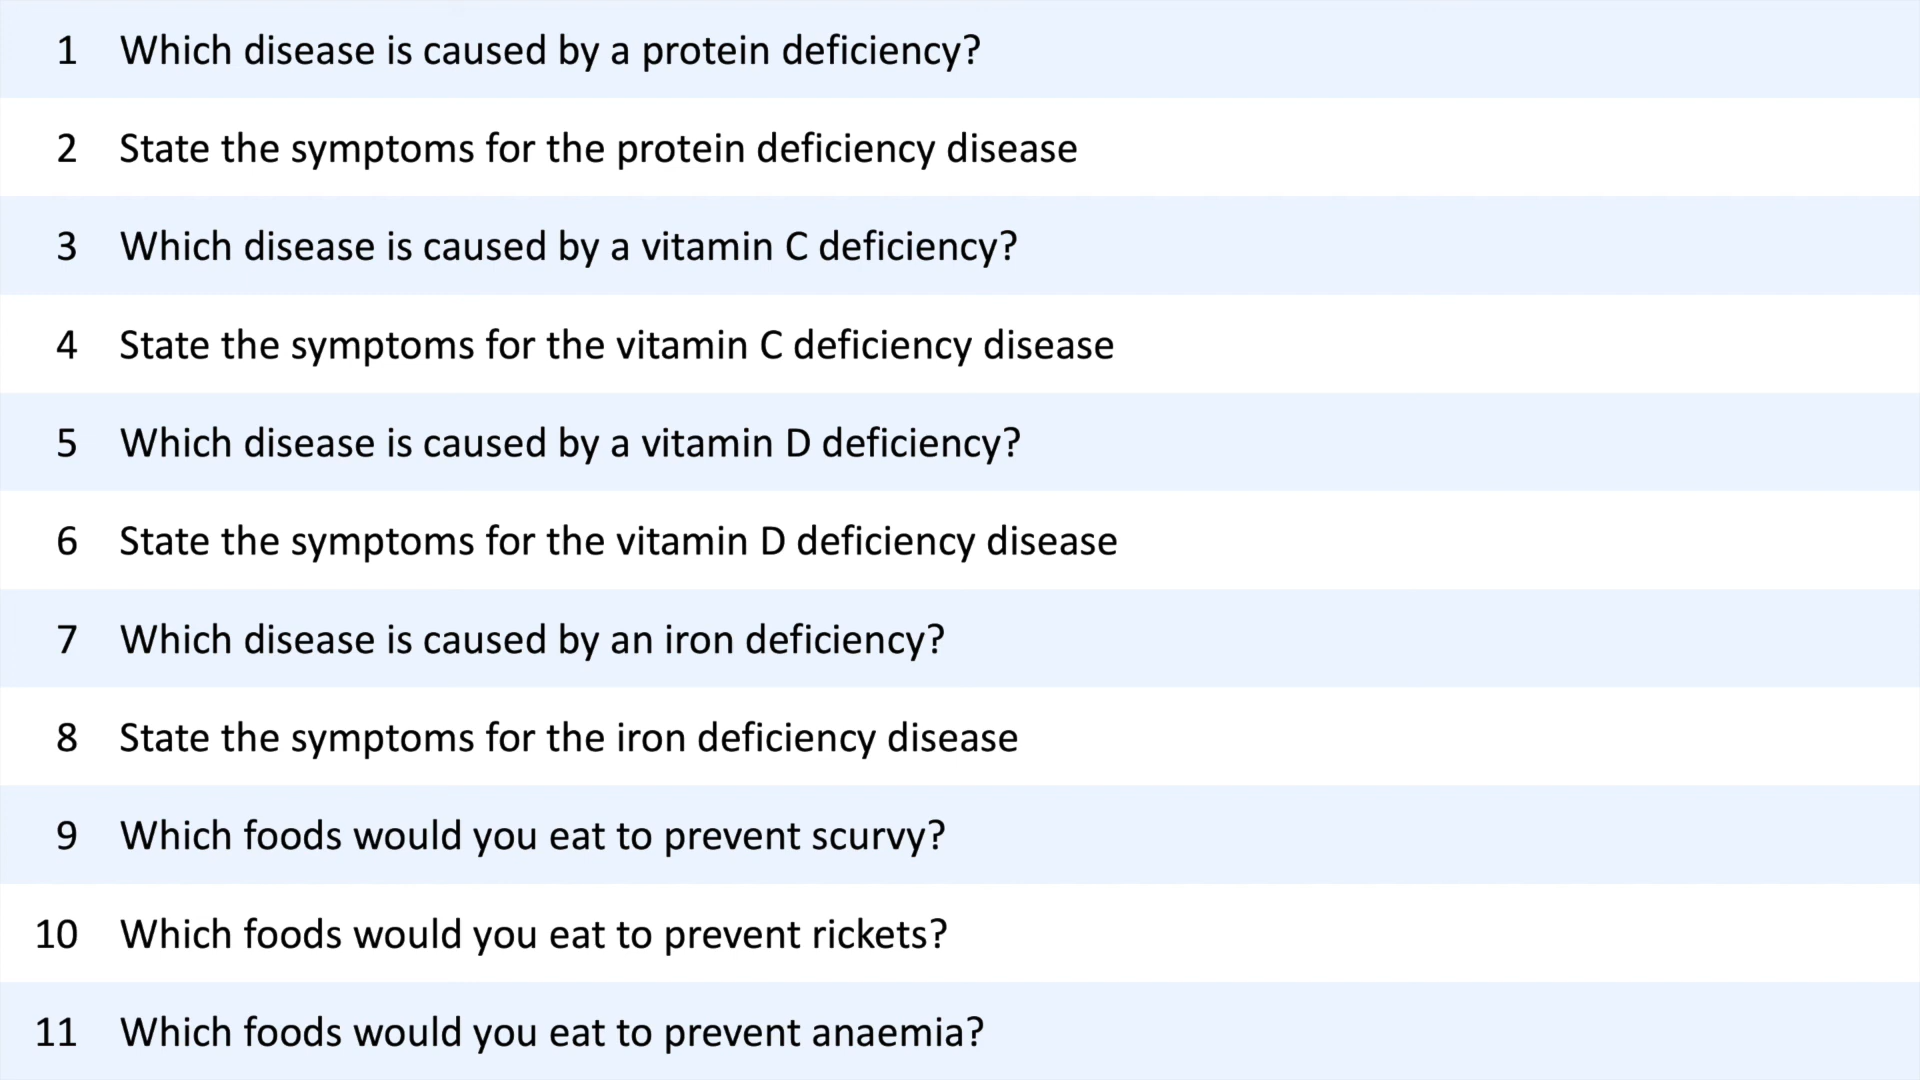 1 Which disease is caused by a protein deficiency?
2 State the symptoms for the protein deficiency disease
3 Which disease is caused by a vitamin C deficiency?
4 State the symptoms for the vitamin C deficiency disease
5 Which disease is caused by a vitamin D deficiency?
6 State the symptoms for the vitamin D deficiency disease
7 Which disease is caused by an iron deficiency?
8 State the symptoms for the iron deficiency disease
9 Which foods would you eat to prevent scurvy?
10 Which foods would you eat to prevent rickets?
11 Which foods would you eat to prevent anaemia?